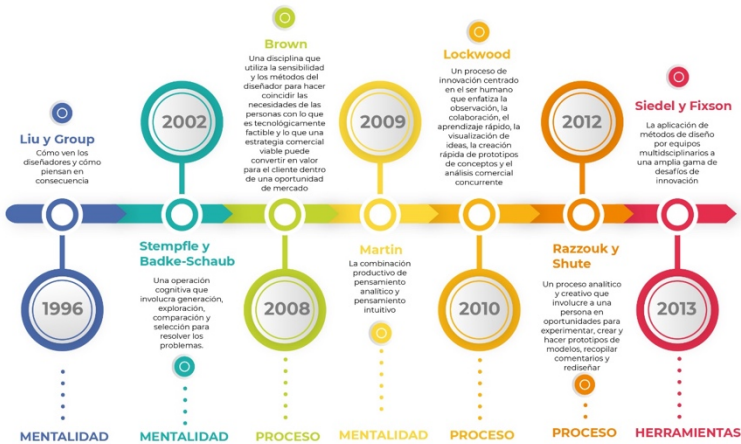 Liu y Group
Cómo ven los
diseñadores y cómo
piensan en
consecuencia
1996
MENTALIDAD
2002
Stempfle y
Badke-Schaub
Una operación
cognitiva que
involucra generación,
exploración,
comparación y
selección para
resolver los
problemas.
MENTALIDAD
Brown
Una disciplina que
utiliza la sensibilidad
y los métodos del
diseñador para hacer
coincidir las
necesidades de las
personas con lo que
es tecnológicamente
factible y lo que una
estrategia comercial
viable puede
convertir en valor
para el cliente dentro
de una oportunidad
de mercado
2008
PROCESO
2009
Martin
La combinación
productivo de
pensamiento
analítico y
pensamiento
intuitivo
MENTALIDAD
Lockwood
Un proceso de
innovación centrado
en el ser humano
que enfatiza la
observación, la
colaboración, el
aprendizaje rápido, la
visualización de
ideas, la creación
rápida de prototipos
de conceptos y el
análisis comercial
concurrente
2010
PROCESO
2012
Razzouk y
Shute
Un proceso analítico
y creativo que
involucre a una
persona en
oportunidades para
experimentar, crear y
hacer prototipos de
modelos, recopilar
comentarios y
rediseñar
PROCESO
Siedel y Fixson
La aplicación de
métodos de diseño
por equipos
multidsciplinarios a
una amplia gama de
desafíos de
innovación
2013
HERRAMIENTAS